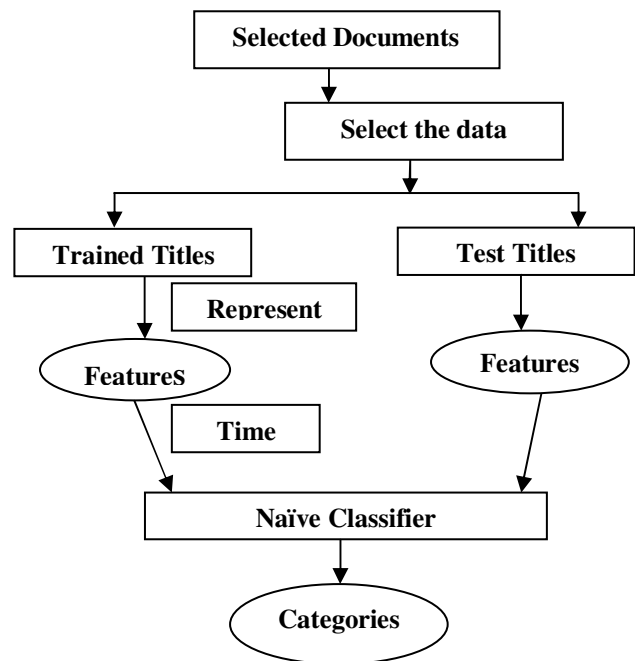 Selected Documents
Select the data
Trained Titles
Test Titles
Represent
Features
Features
Time
Naïve Classifier
Categories